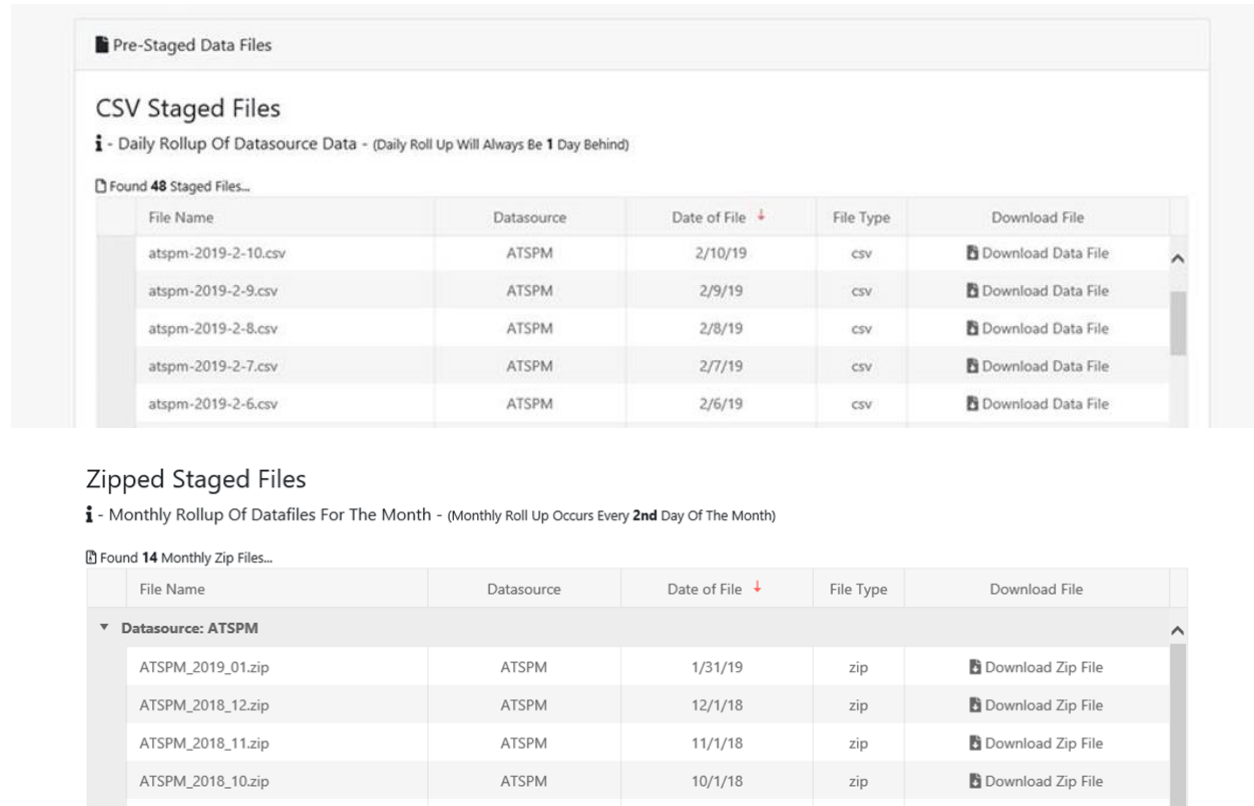 Pre-Staged Data Files
CSV Staged Files
i - Daily Rollup Of Datasource Data - (Daily Roll Up Will Always Be 1 Day Behind)
Found 48 Staged Files...
File Name Datasource Date of File ↓ File Type Download File
atspm-2019-2-10.csv ATSPM 2/10/19 csv Download Data File
atspm-2019-2-9.csv ATSPM 2/9/19 csv Download Data File
atspm-2019-2-8.csv ATSPM 2/8/19 csv Download Data File
atspm-2019-2-7.csv ATSPM 2/7/19 csv Download Data File
atspm-2019-2-6.csv ATSPM 2/6/19 csv Download Data File
Zipped Staged Files
i - Monthly Rollup Of Datafiles For The Month - (Monthly Roll Up Occurs Every 2nd Day Of The Month)
Found 14 Monthly Zip Files...
File Name Datasource Date of File ↓ File Type Download File
Datasource: ATSPM
ATSPM_2019_01.zip ATSPM 1/31/19 zip Download Zip File
ATSPM_2018_12.zip ATSPM 12/1/18 zip Download Zip File
ATSPM_2018_11.zip ATSPM 11/1/18 zip Download Zip File
ATSPM_2018_10.zip ATSPM 10/1/18 zip Download Zip File